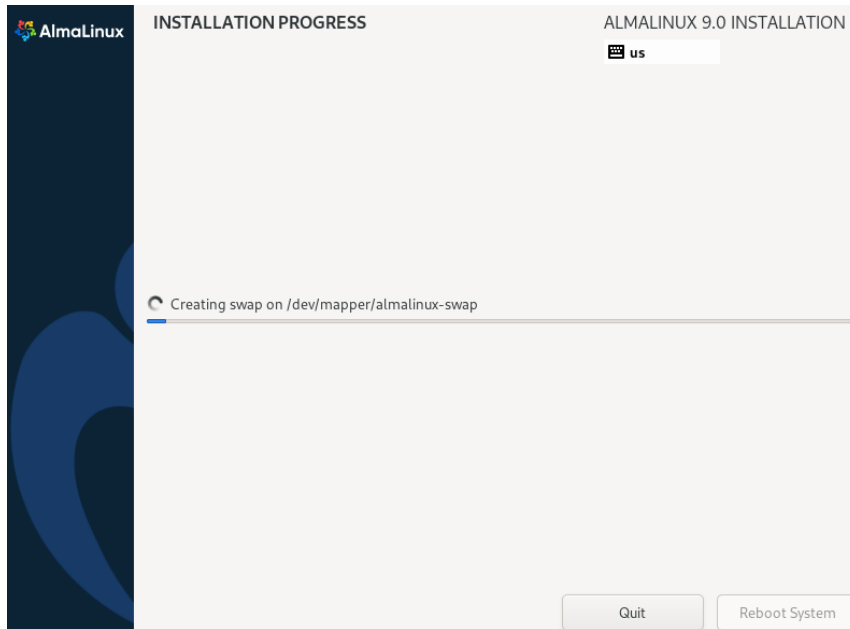 AlmaLinux
INSTALLATION PROGRESS
ALMALINUX 9.0 INSTALLATION
us
Creating swap on /dev/mapper/almalinux-swap
Quit
Reboot System